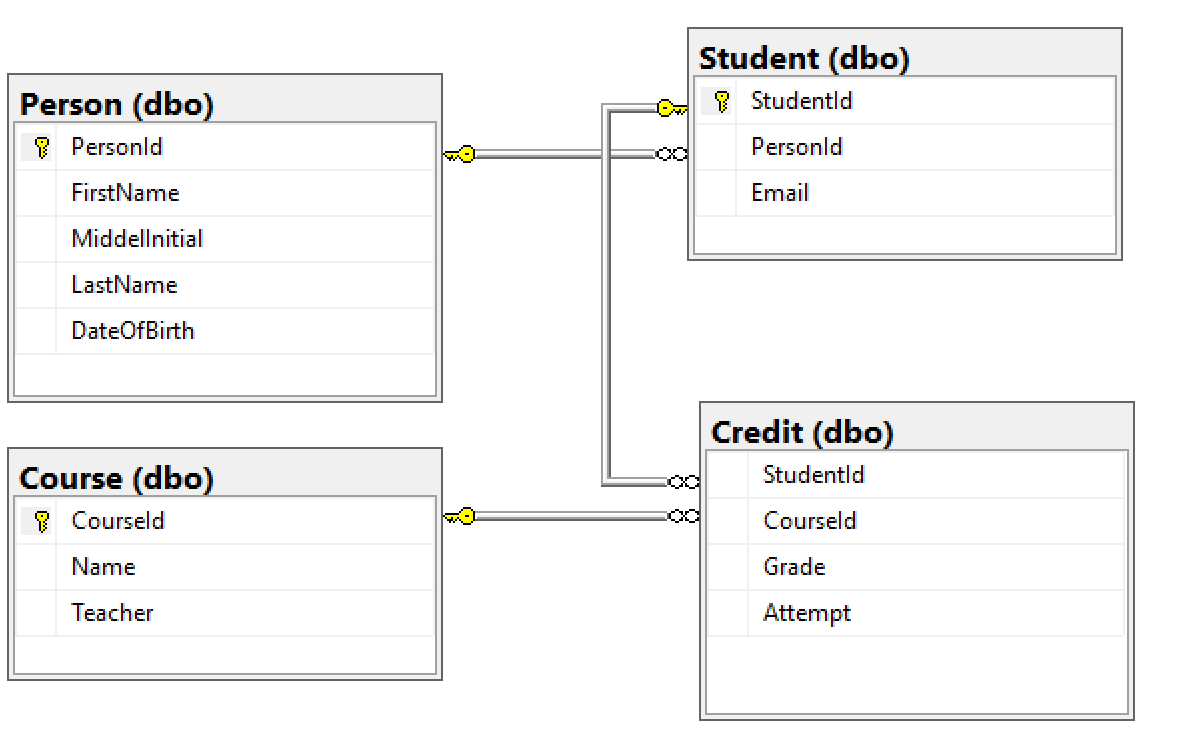 Person (dbo)
PersonId
FirstName
MiddelInitial
LastName
DateOfBirth
Student (dbo)
StudentId
PersonId
Email
Course (dbo)
CourseId
Name
Teacher
Credit (dbo)
StudentId
CourseId
Grade
Attempt